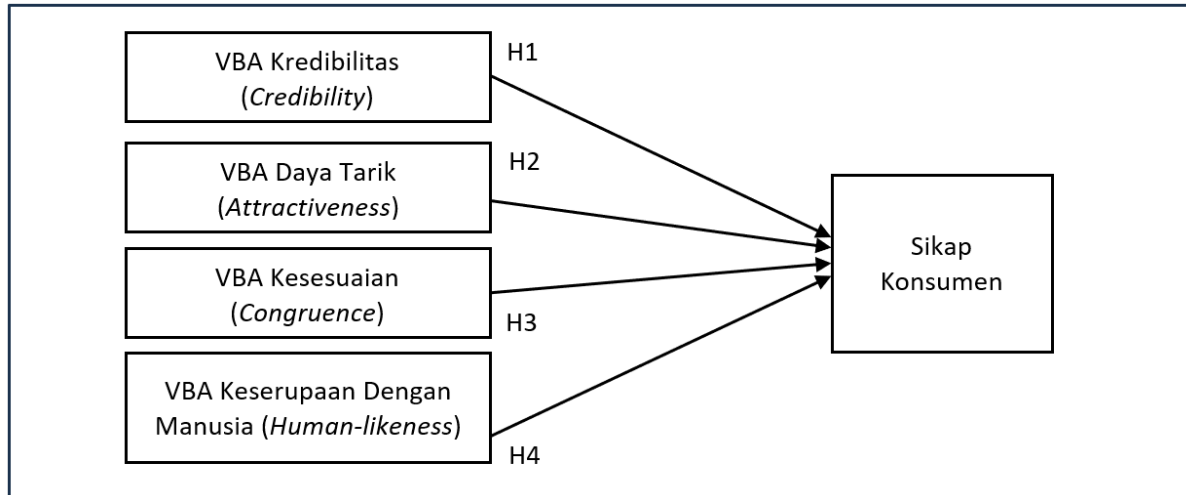 VBA Kredibilitas
(Credibility)
H1
VBA Daya Tarik
(Attractiveness)
H2
VBA Kesesuaian
(Congruence)
H3
VBA Keserupaan Dengan
Manusia (Human-likeness)
H4
Sikap
Konsumen